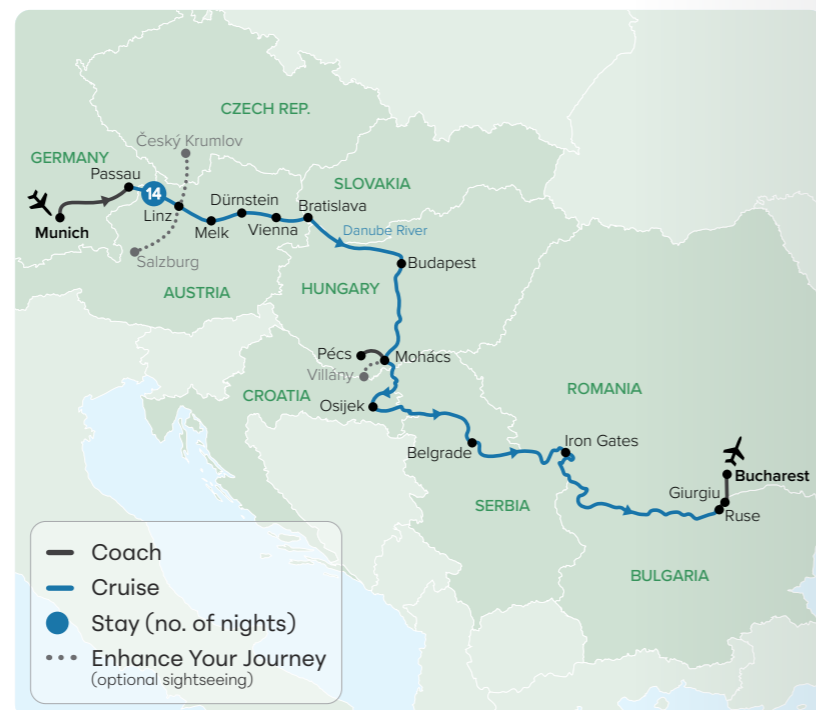 CZECH REP.
Český Krumlov
GERMANY
Passau
14
SLOVAKIA
Dürnstein
Linz
Bratislava
Munich
Melk
Vienna
Danube River
Salzburg
Budapest
AUSTRIA
HUNGARY
Pécs
Mohács
Villány
ROMANIA
CROATIA
Osijek
Iron Gates
Belgrade
Bucharest
Giurgiu
SERBIA
Ruse
BULGARIA
Coach
Cruise
Stay (no. of nights)
Enhance Your Journey
(optional sightseeing)